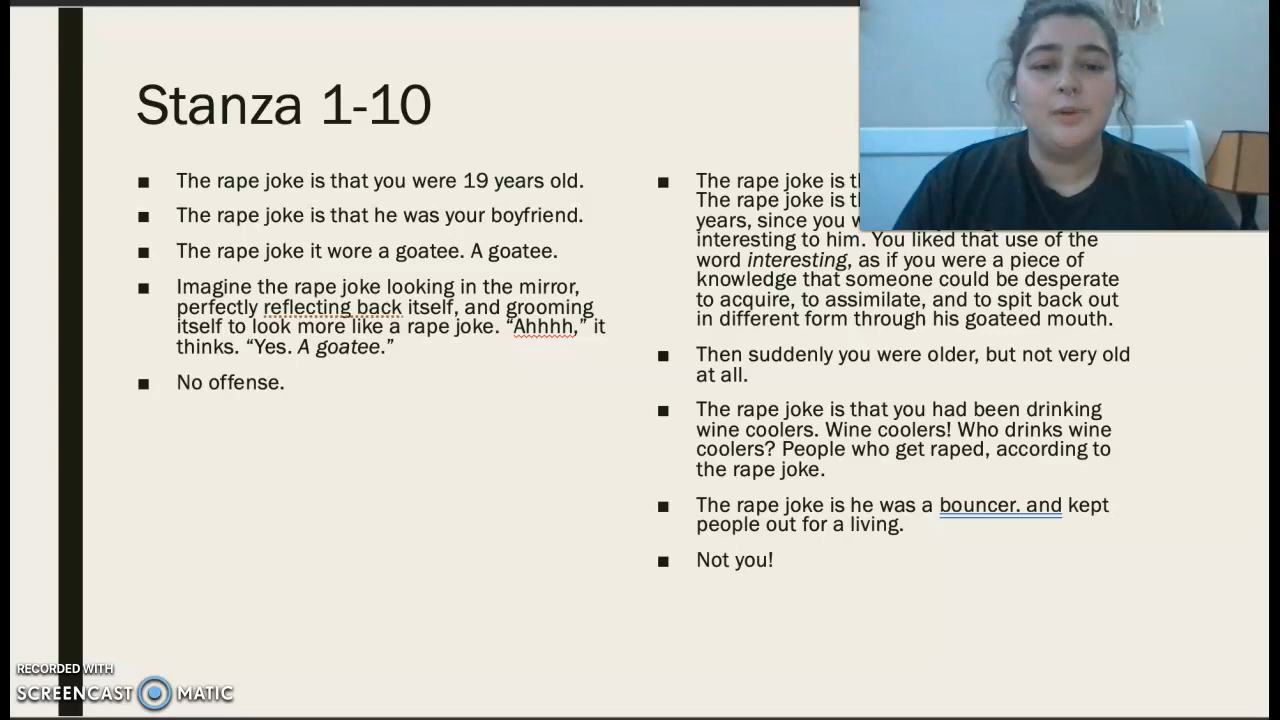 Stanza 1-10
■ The rape joke is that you were 19 years old.
■ The rape joke is that he was your boyfriend.
■ The rape joke it wore a goatee. A goatee.
■ Imagine the rape joke looking in the mirror,
perfectly reflecting back itself, and grooming
itself to look more like a rape joke. “Ahhhh,” it
thinks. “Yes. A goatee.”
■ No offense.
■ The rape joke is
The rape joke is
years, since you
interesting to him. You liked that use of the
word interesting, as if you were a piece of
knowledge that someone could be desperate
to acquire, to assimilate, and to spit back out
in different form through his goateed mouth.
■ Then suddenly you were older, but not very old
at all.
■ The rape joke is that you had been drinking
wine coolers. Wine coolers! Who drinks wine
coolers? People who get raped, according to
the rape joke.
■ The rape joke is he was a bouncer. and kept
people out for a living.
■ Not you!
RECORDED WITH
SCREENCAST MATIC